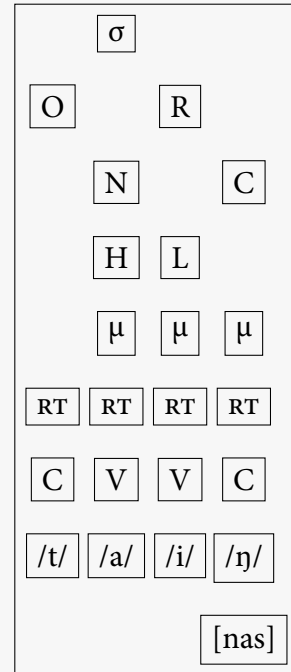 σ
O R
N C
H L
μ μ μ
RT RT RT RT
C V V C
/t/ /a/ /i/ /ŋ/
[nas]